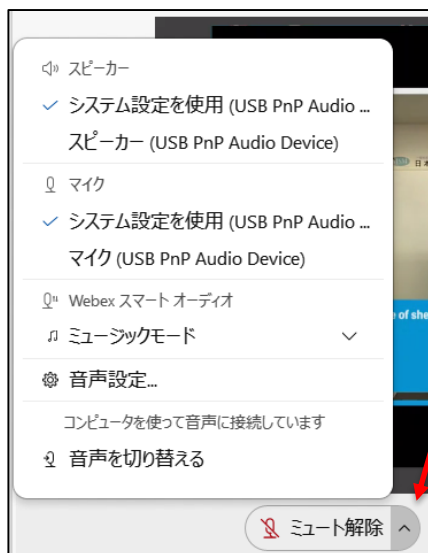 スピーカー
システム設定を使用 (USB PnP Audio ...
スピーカー (USB PnP Audio Device)
マイク
システム設定を使用 (USB PnP Audio ...
マイク (USB PnP Audio Device)
Webex スマート オーディオ
ミュージックモード
音声設定...
コンピュータを使って音声に接続しています
音声を切り替える
日本
of she
ミュート解除